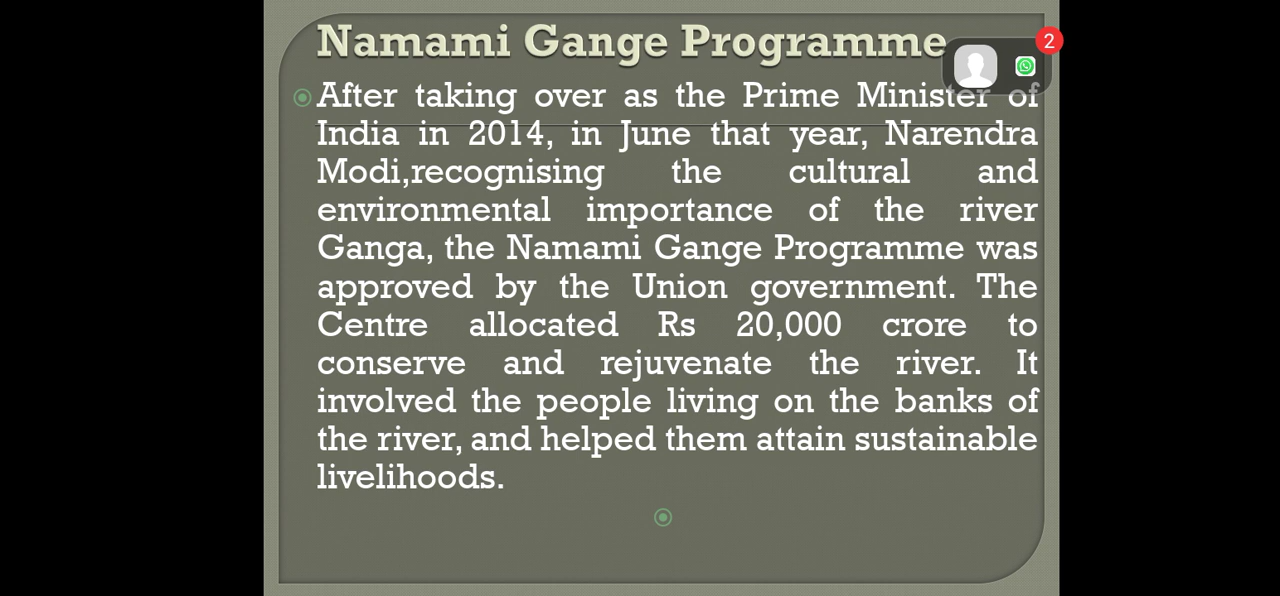 Namami Gange Programme
2
After taking over as the Prime Minister of
India in 2014, in June that year, Narendra
Modi,recognising the cultural and
environmental importance of the river
Ganga, the Namami Gange Programme was
approved by the Union government. The
Centre allocated Rs 20,000 crore to
conserve and rejuvenate the river. It
involved the people living on the banks of
the river, and helped them attain sustainable
livelihoods.